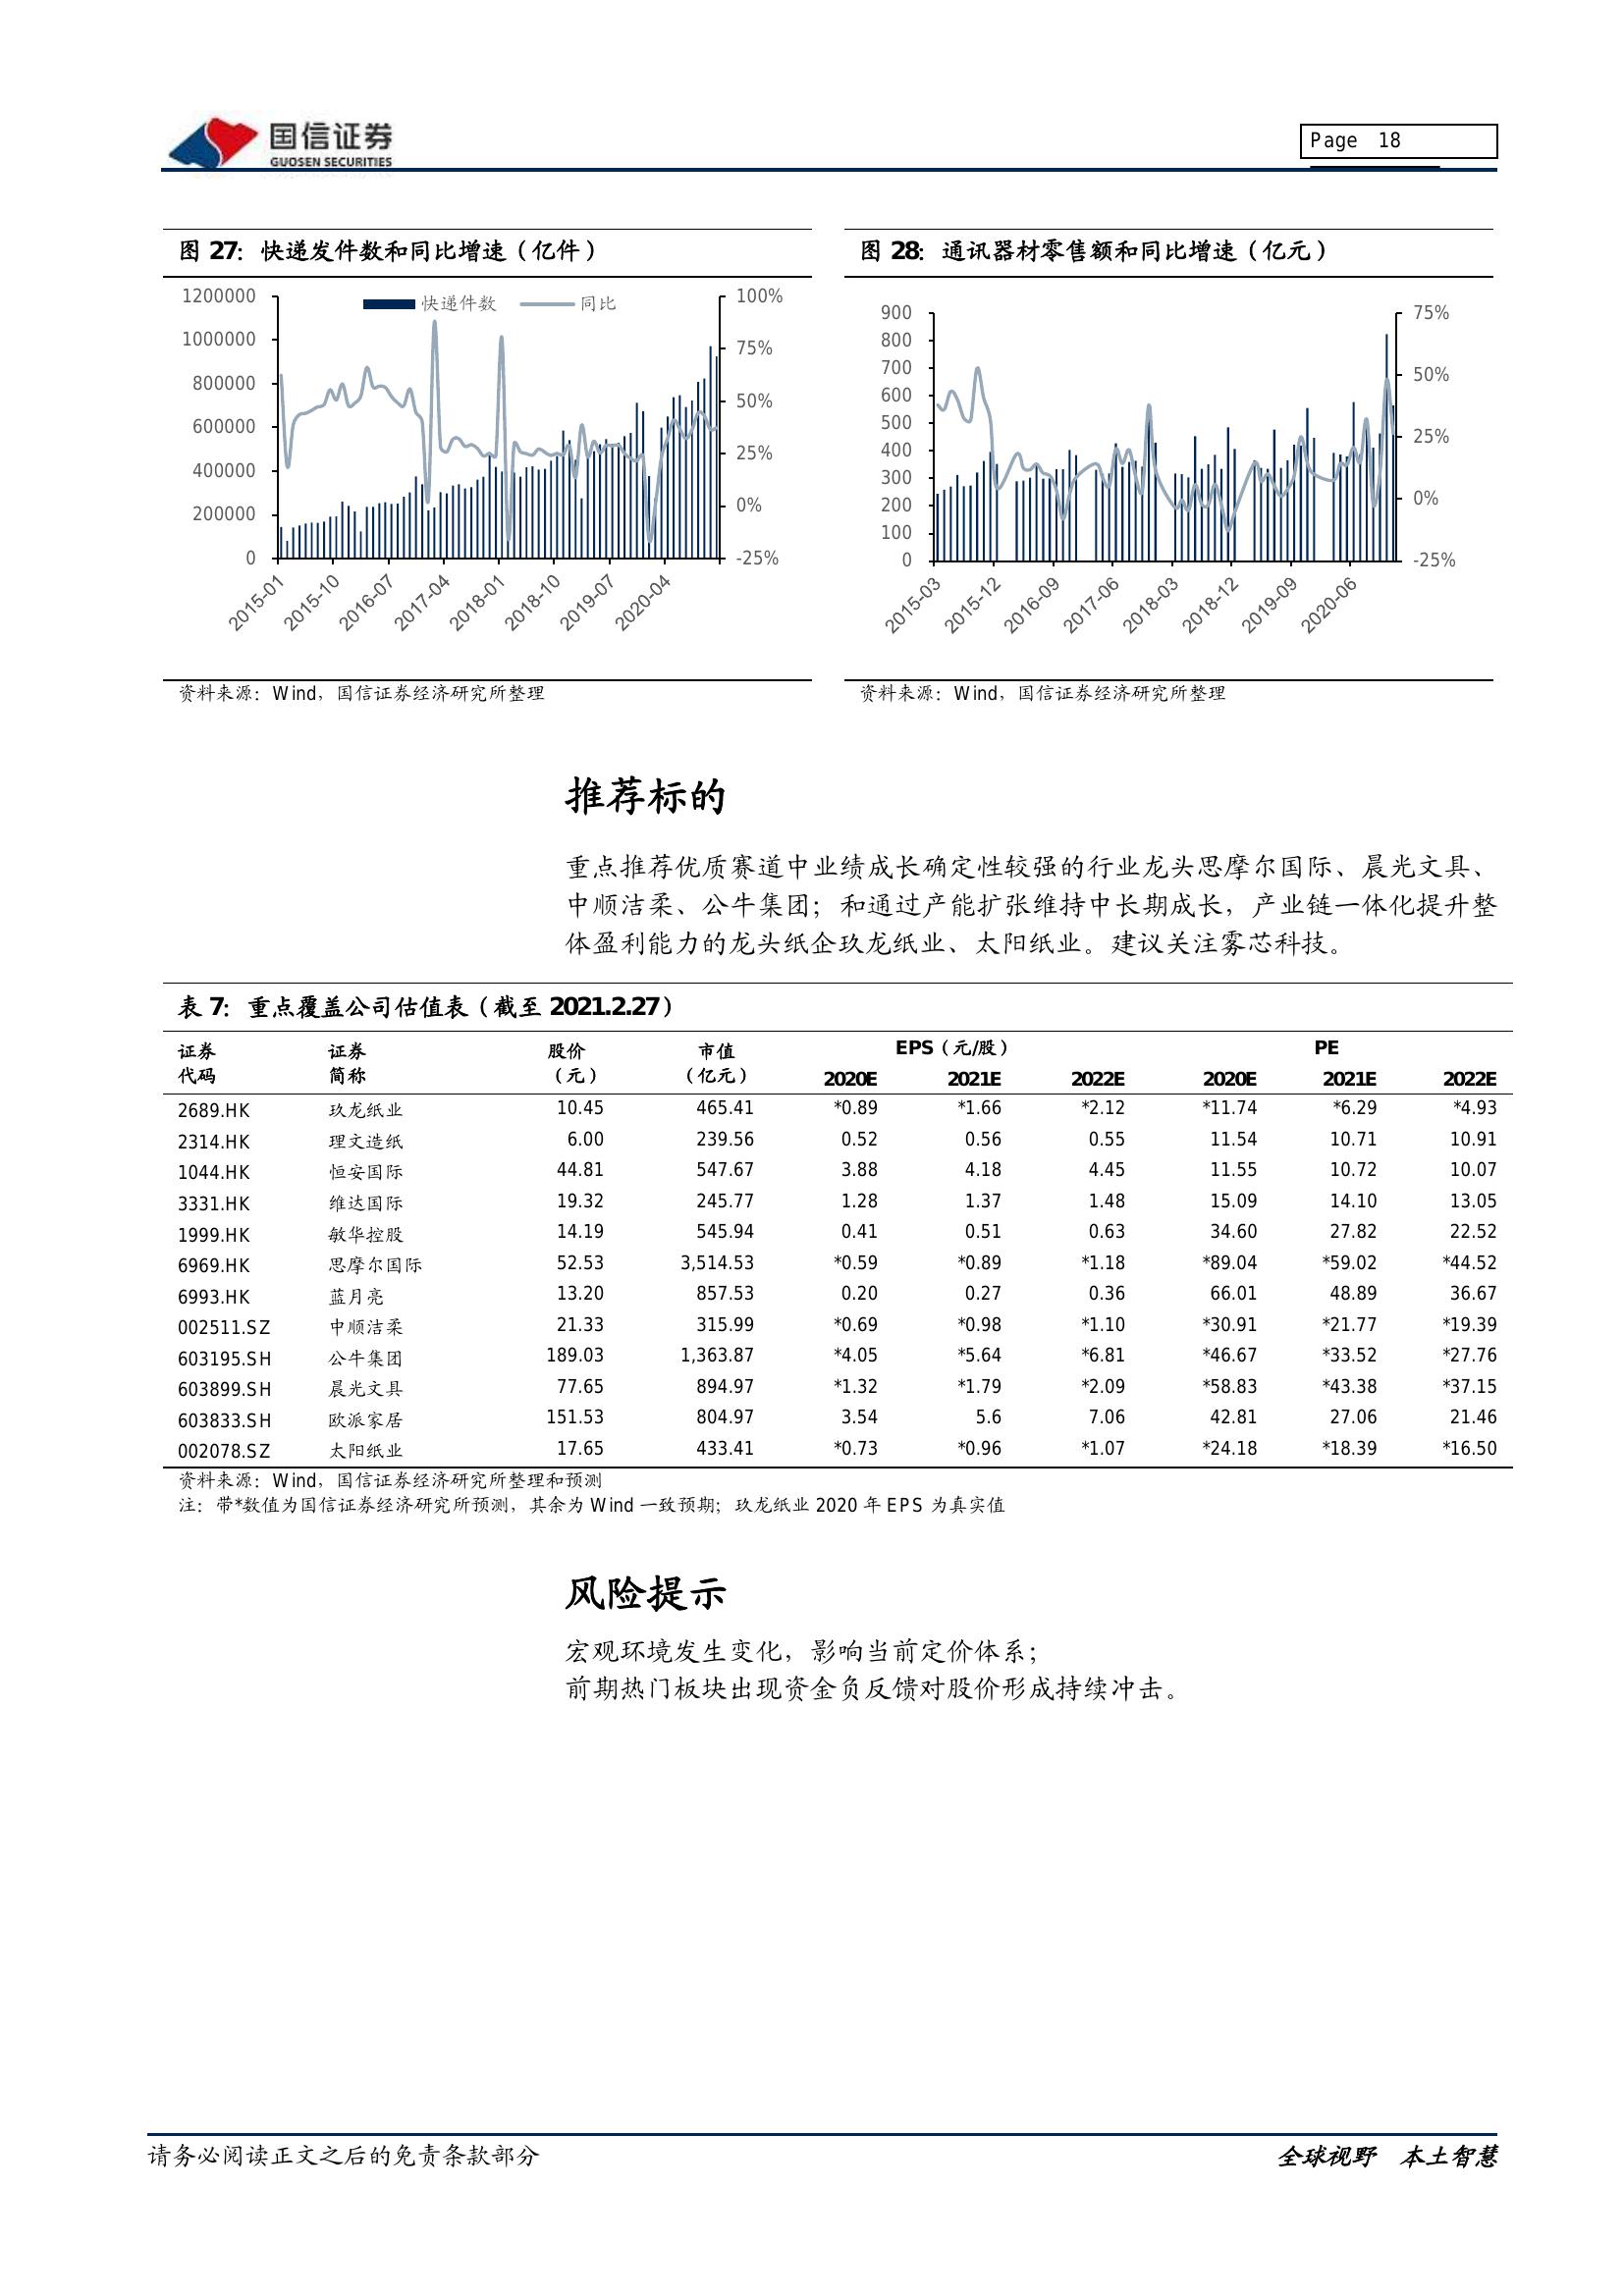 国信证券
GUOSEN SECURITIES
Page 18
图 27：快递发件数和同比增速（亿件）
1200000
1000000
800000
600000
400000
200000
0
快递件数 同比
100%
75%
50%
25%
0%
-25%
2015-01 2015-10 2016-07 2017-04 2018-01 2018-10 2019-07 2020-04
资料来源：Wind，国信证券经济研究所整理
图 28：通讯器材零售额和同比增速（亿元）
900
800
700
600
500
400
300
200
100
0
75%
50%
25%
0%
-25%
2015-03 2015-12 2016-09 2017-06 2018-03 2018-12 2019-09 2020-06
资料来源：Wind，国信证券经济研究所整理
推荐标的
重点推荐优质赛道中业绩成长确定性较强的行业龙头思摩尔国际、晨光文具、
中顺洁柔、公牛集团；和通过产能扩张维持中长期成长，产业链一体化提升整
体盈利能力的龙头纸企玖龙纸业、太阳纸业。建议关注雾芯科技。
表 7：重点覆盖公司估值表（截至 2021.2.27）
证券 证券 股价 市值 EPS（元/股） PE
代码 简称 （元） （亿元） 2020E 2021E 2022E 2020E 2021E 2022E
2689.HK 玖龙纸业 10.45 465.41 *0.89 *1.66 *2.12 *11.74 *6.29 *4.93
2314.HK 理文造纸 6.00 239.56 0.52 0.56 0.55 11.54 10.71 10.91
1044.HK 恒安国际 44.81 547.67 3.88 4.18 4.45 11.55 10.72 10.07
3331.HK 维达国际 19.32 245.77 1.28 1.37 1.48 15.09 14.10 13.05
1999.HK 敏华控股 14.19 545.94 0.41 0.51 0.63 34.60 27.82 22.52
6969.HK 思摩尔国际 52.53 3,514.53 *0.59 *0.89 *1.18 *89.04 *59.02 *44.52
6993.HK 蓝月亮 13.20 857.53 0.20 0.27 0.36 66.01 48.89 36.67
002511.SZ 中顺洁柔 21.33 315.99 *0.69 *0.98 *1.10 *30.91 *21.77 *19.39
603195.SH 公牛集团 189.03 1,363.87 *4.05 *5.64 *6.81 *46.67 *33.52 *27.76
603899.SH 晨光文具 77.65 894.97 *1.32 *1.79 *2.09 *58.83 *43.38 *37.15
603833.SH 欧派家居 151.53 804.97 3.54 5.6 7.06 42.81 27.06 21.46
002078.SZ 太阳纸业 17.65 433.41 *0.73 *0.96 *1.07 *24.18 *18.39 *16.50
资料来源：Wind，国信证券经济研究所整理和预测
注：带*数值为国信证券经济研究所预测，其余为 Wind 一致预期；玖龙纸业 2020 年 EPS 为真实值
风险提示
宏观环境发生变化，影响当前定价体系；
前期热门板块出现资金负反馈对股价形成持续冲击。
请务必阅读正文之后的免责条款部分
全球视野 本土智慧